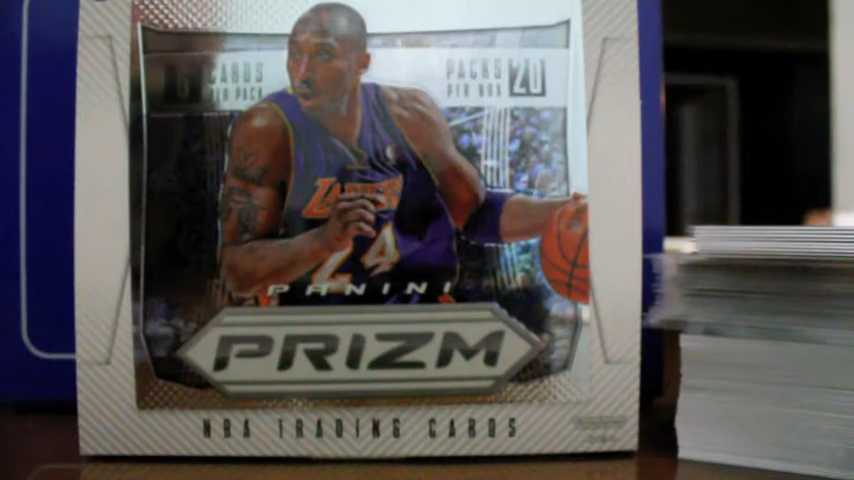 CARDS PER PACK
PACKS PER BOX 20
LAKERS
24
PANINI
PRIZM
NBA TRADING CARDS